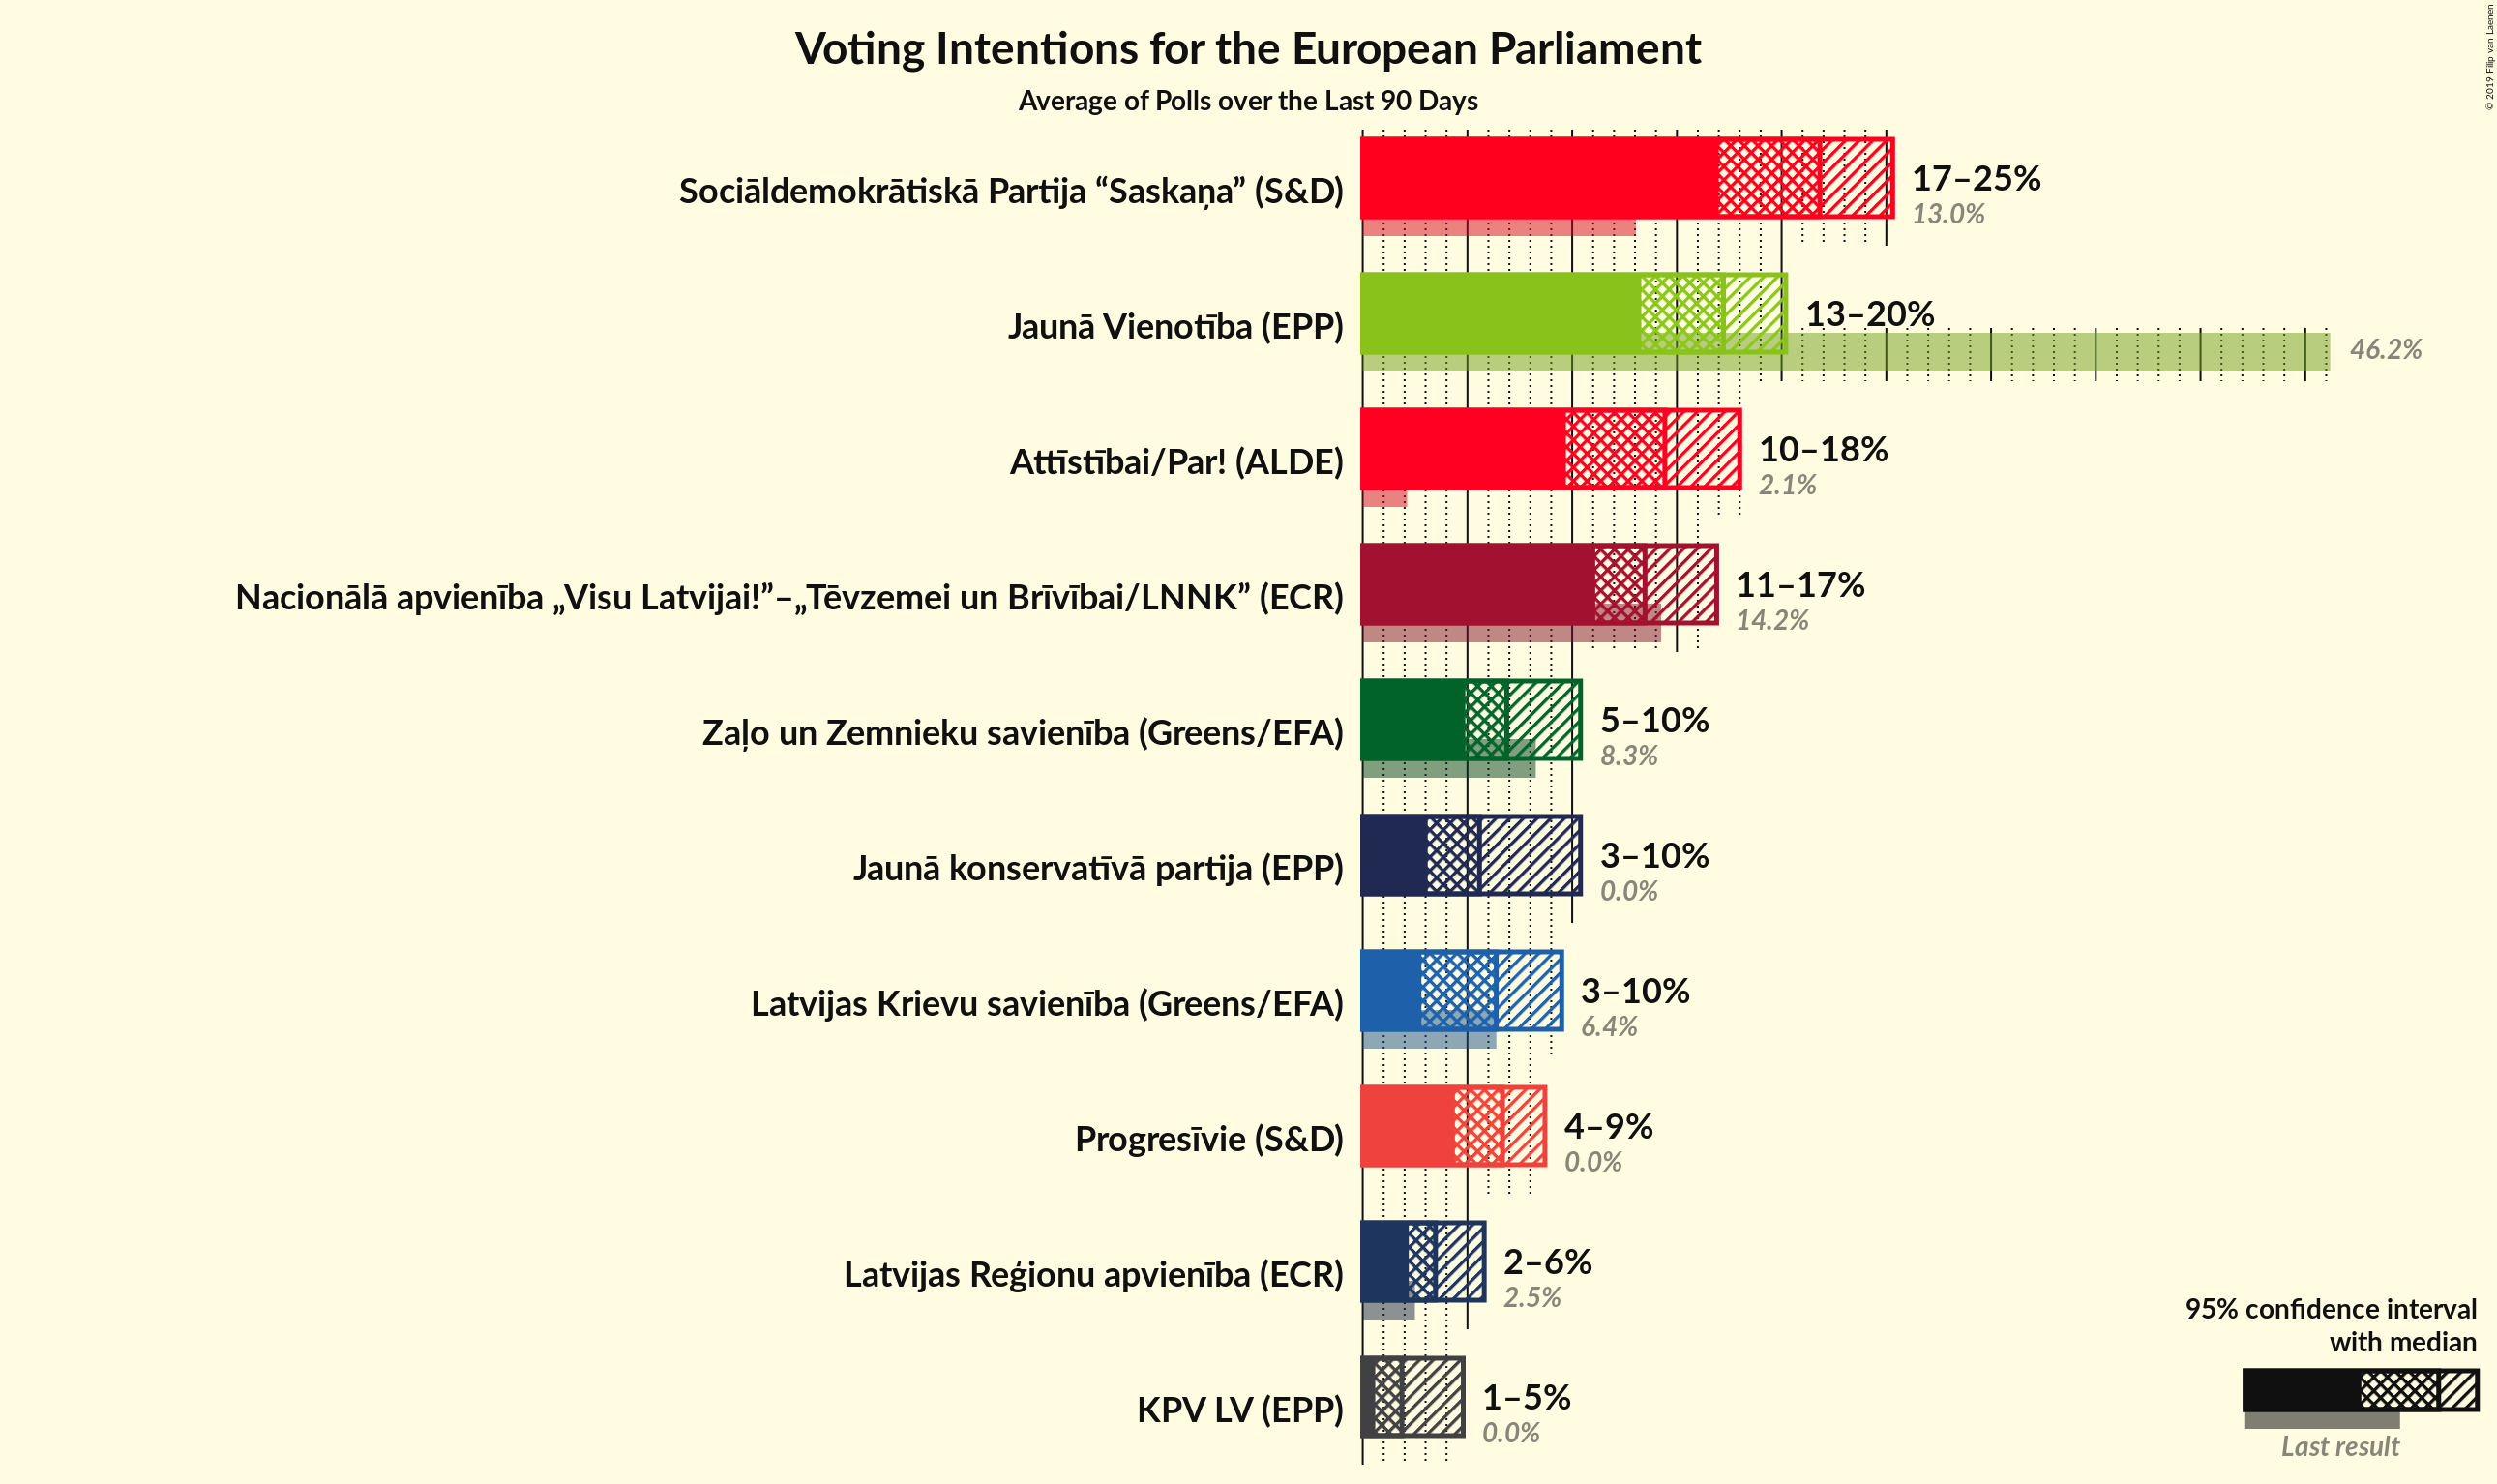 Voting Intentions for the European Parliament
Average of Polls over the Last 90 Days
© 2019 Filip van Laenen
Sociāldemokrātiskā Partija “Saskaņa” (S&D)
17–25%
13.0%
Jaunā Vienotība (EPP)
13–20%
46.2%
Attīstībai/Par! (ALDE)
10–18%
2.1%
Nacionālā apvienība „Visu Latvijai!”–„Tēvzemei un Brīvībai/LNNK” (ECR)
11–17%
14.2%
Zaļo un Zemnieku savienība (Greens/EFA)
5–10%
8.3%
Jaunā konservatīvā partija (EPP)
3–10%
0.0%
Latvijas Krievu savienība (Greens/EFA)
3–10%
6.4%
Progresīvie (S&D)
4–9%
0.0%
Latvijas Reģionu apvienība (ECR)
2–6%
2.5%
KPV LV (EPP)
1–5%
0.0%
95% confidence interval
with median
Last result